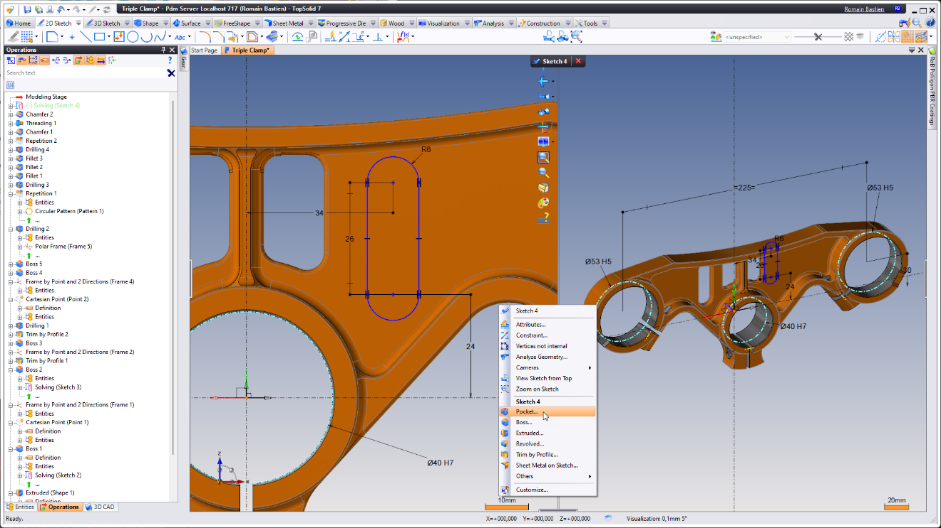 Triple Clamp* - Pdm Server Localhost 717 (Romain Bastien) - TopSolid 7
Romain Bastien
Home
2D Sketch
3D Sketch
Shape
Surface
FreeShape
Sheet Metal
Progressive Die
Wood
Visualization
Analysis
Construction
Tools
Abc
<unspecified>
Operations
Start Page
Triple Clamp*
Search text
Modeling Stage
(-) Solving (Sketch 4)
Chamfer 2
Threading 1
Chamfer 1
Repetition 2
Drilling 4
Fillet 3
Fillet 2
Fillet 1
Drilling 3
Repetition 1
Entities
Circular Pattern (Pattern 1)
...
Drilling 2
Entities
Polar Frame (Frame 5)
...
Boss 5
Boss 4
Frame by Point and 2 Directions (Frame 4)
Cartesian Point (Point 2)
Definition
...
Drilling 1
Trim by Profile 2
Boss 3
Frame by Point and 2 Directions (Frame 2)
Trim by Profile 1
Boss 2
Entities
Solving (Sketch 3)
...
Frame by Point and 2 Directions (Frame 1)
Cartesian Point (Point 1)
Definition
...
Boss 1
Entities
Solving (Sketch 2)
...
Extruded (Shape 1)
Entities
Operations
3D CAD
Ready.
Sketch 4
R6
34
26
24
Ø40 H7
z
x
10mm
Sketch 4
Attributes...
Constraint...
Vertices not internal
Analyze Geometry...
Cameras
View Sketch from Top
Zoom on Sketch
Sketch 4
Pocket...
Boss...
Extruded...
Revolved...
Trim by Profile...
Sheet Metal on Sketch...
Others
Customize...
=225=
Ø53 H5
Ø53 H5
R6
34
24
30
Ø40 H7
20mm
X=+000,000 Y=+000,000 Z=+000,000
Visualization: 0,1mm 5°